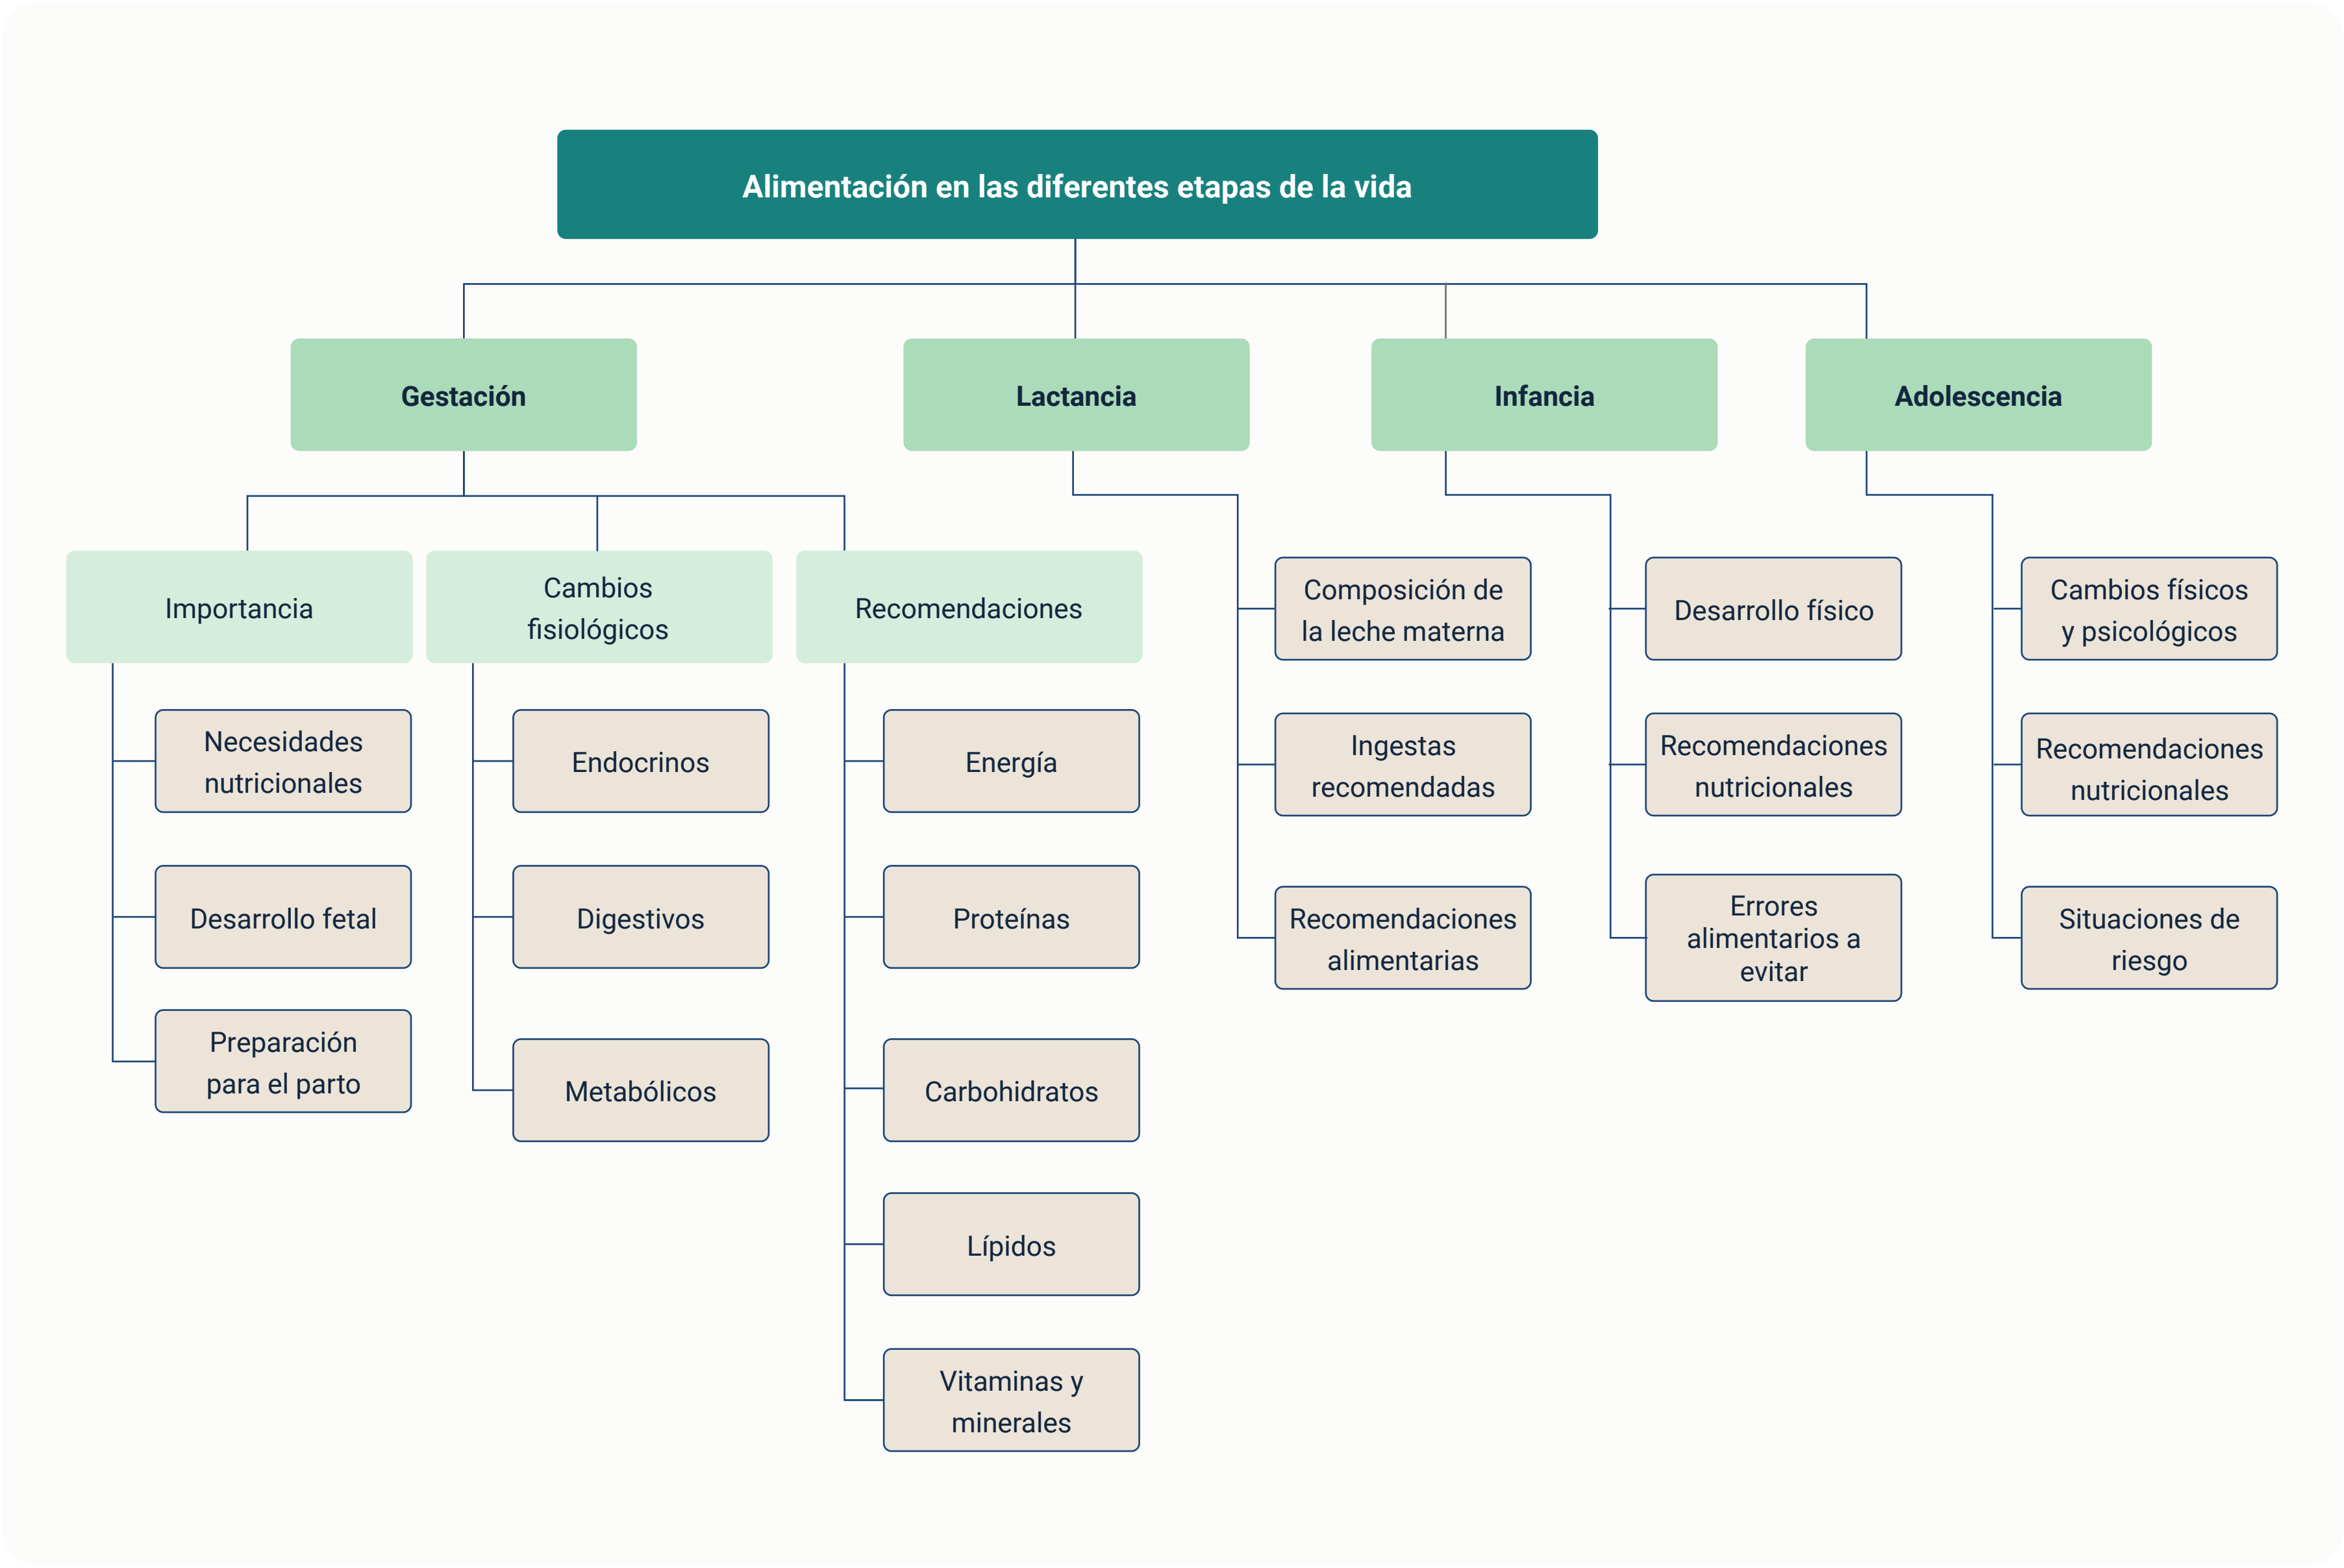 Alimentación en las diferentes etapas de la vida
Gestación
Lactancia
Infancia
Adolescencia
Importancia
Cambios
fisiológicos
Recomendaciones
Necesidades
nutricionales
Desarrollo fetal
Preparación
para el parto
Endocrinos
Digestivos
Metabólicos
Energía
Proteínas
Carbohidratos
Lípidos
Vitaminas y
minerales
Composición de
la leche materna
Ingestas
recomendadas
Recomendaciones
alimentarias
Desarrollo físico
Recomendaciones
nutricionales
Errores
alimentarios a
evitar
Cambios físicos
y psicológicos
Recomendaciones
nutricionales
Situaciones de
riesgo